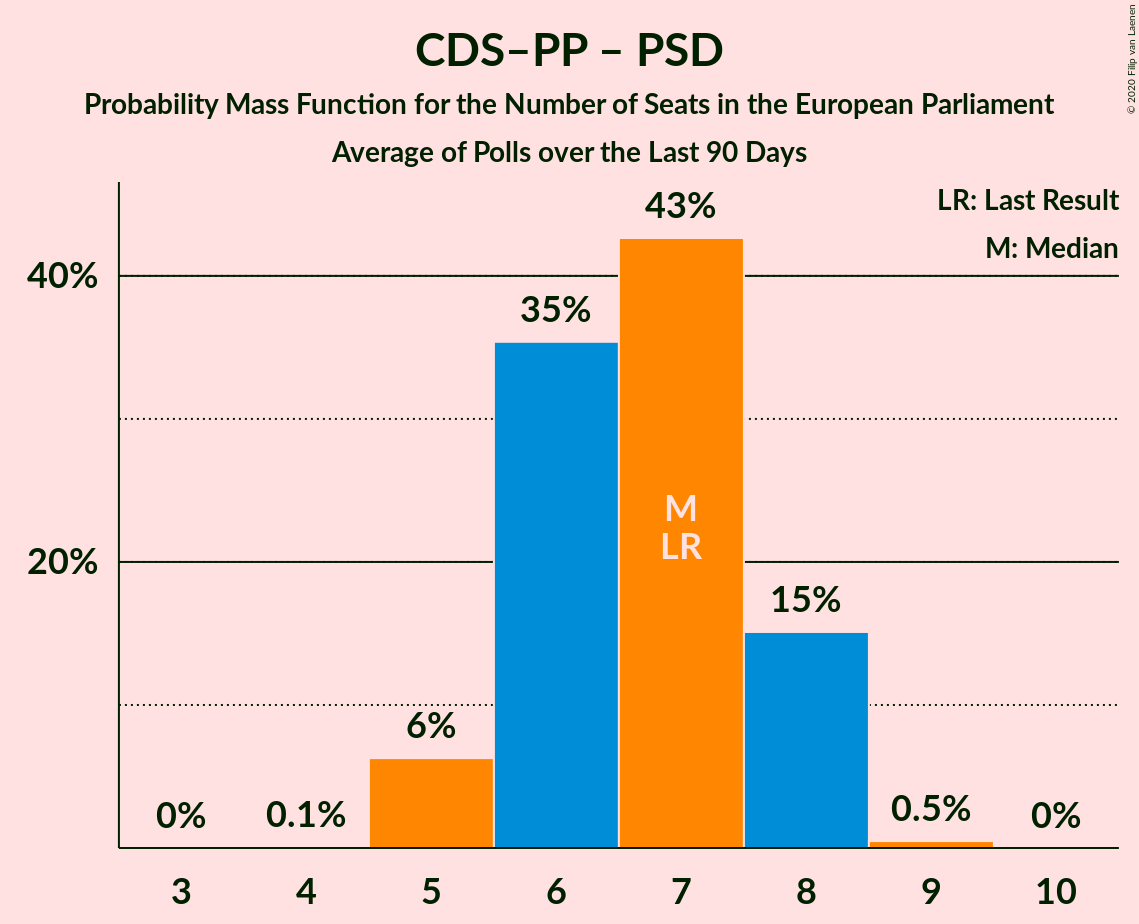 CDS–PP – PSD
Probability Mass Function for the Number of Seats in the European Parliament
Average of Polls over the Last 90 Days
© 2020 Filip van Laenen
LR: Last Result
M: Median
40%
20%
0%
0.1%
6%
35%
43%
15%
0.5%
0%
M
LR
3
4
5
6
7
8
9
10